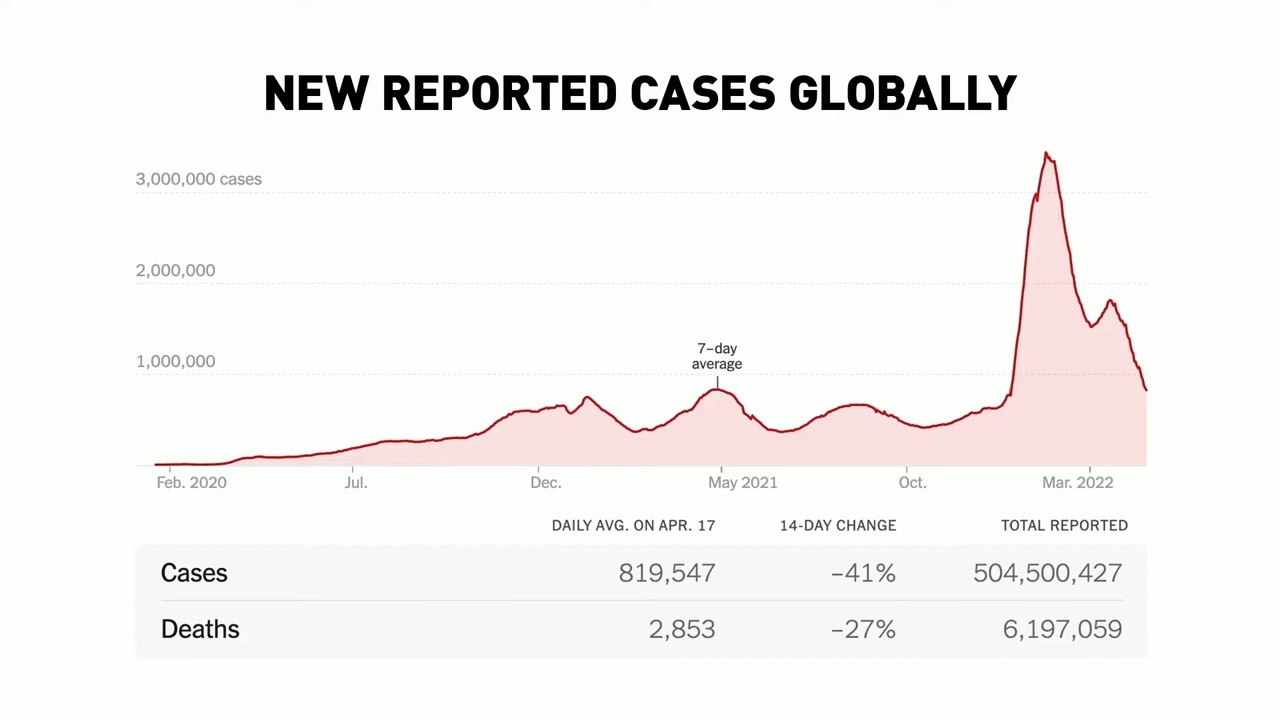 NEW REPORTED CASES GLOBALLY
3,000,000 cases
2,000,000
1,000,000
7–day
average
Feb. 2020 Jul. Dec. May 2021 Oct. Mar. 2022
DAILY AVG. ON APR. 17 14-DAY CHANGE TOTAL REPORTED
Cases 819,547 –41% 504,500,427
Deaths 2,853 –27% 6,197,059